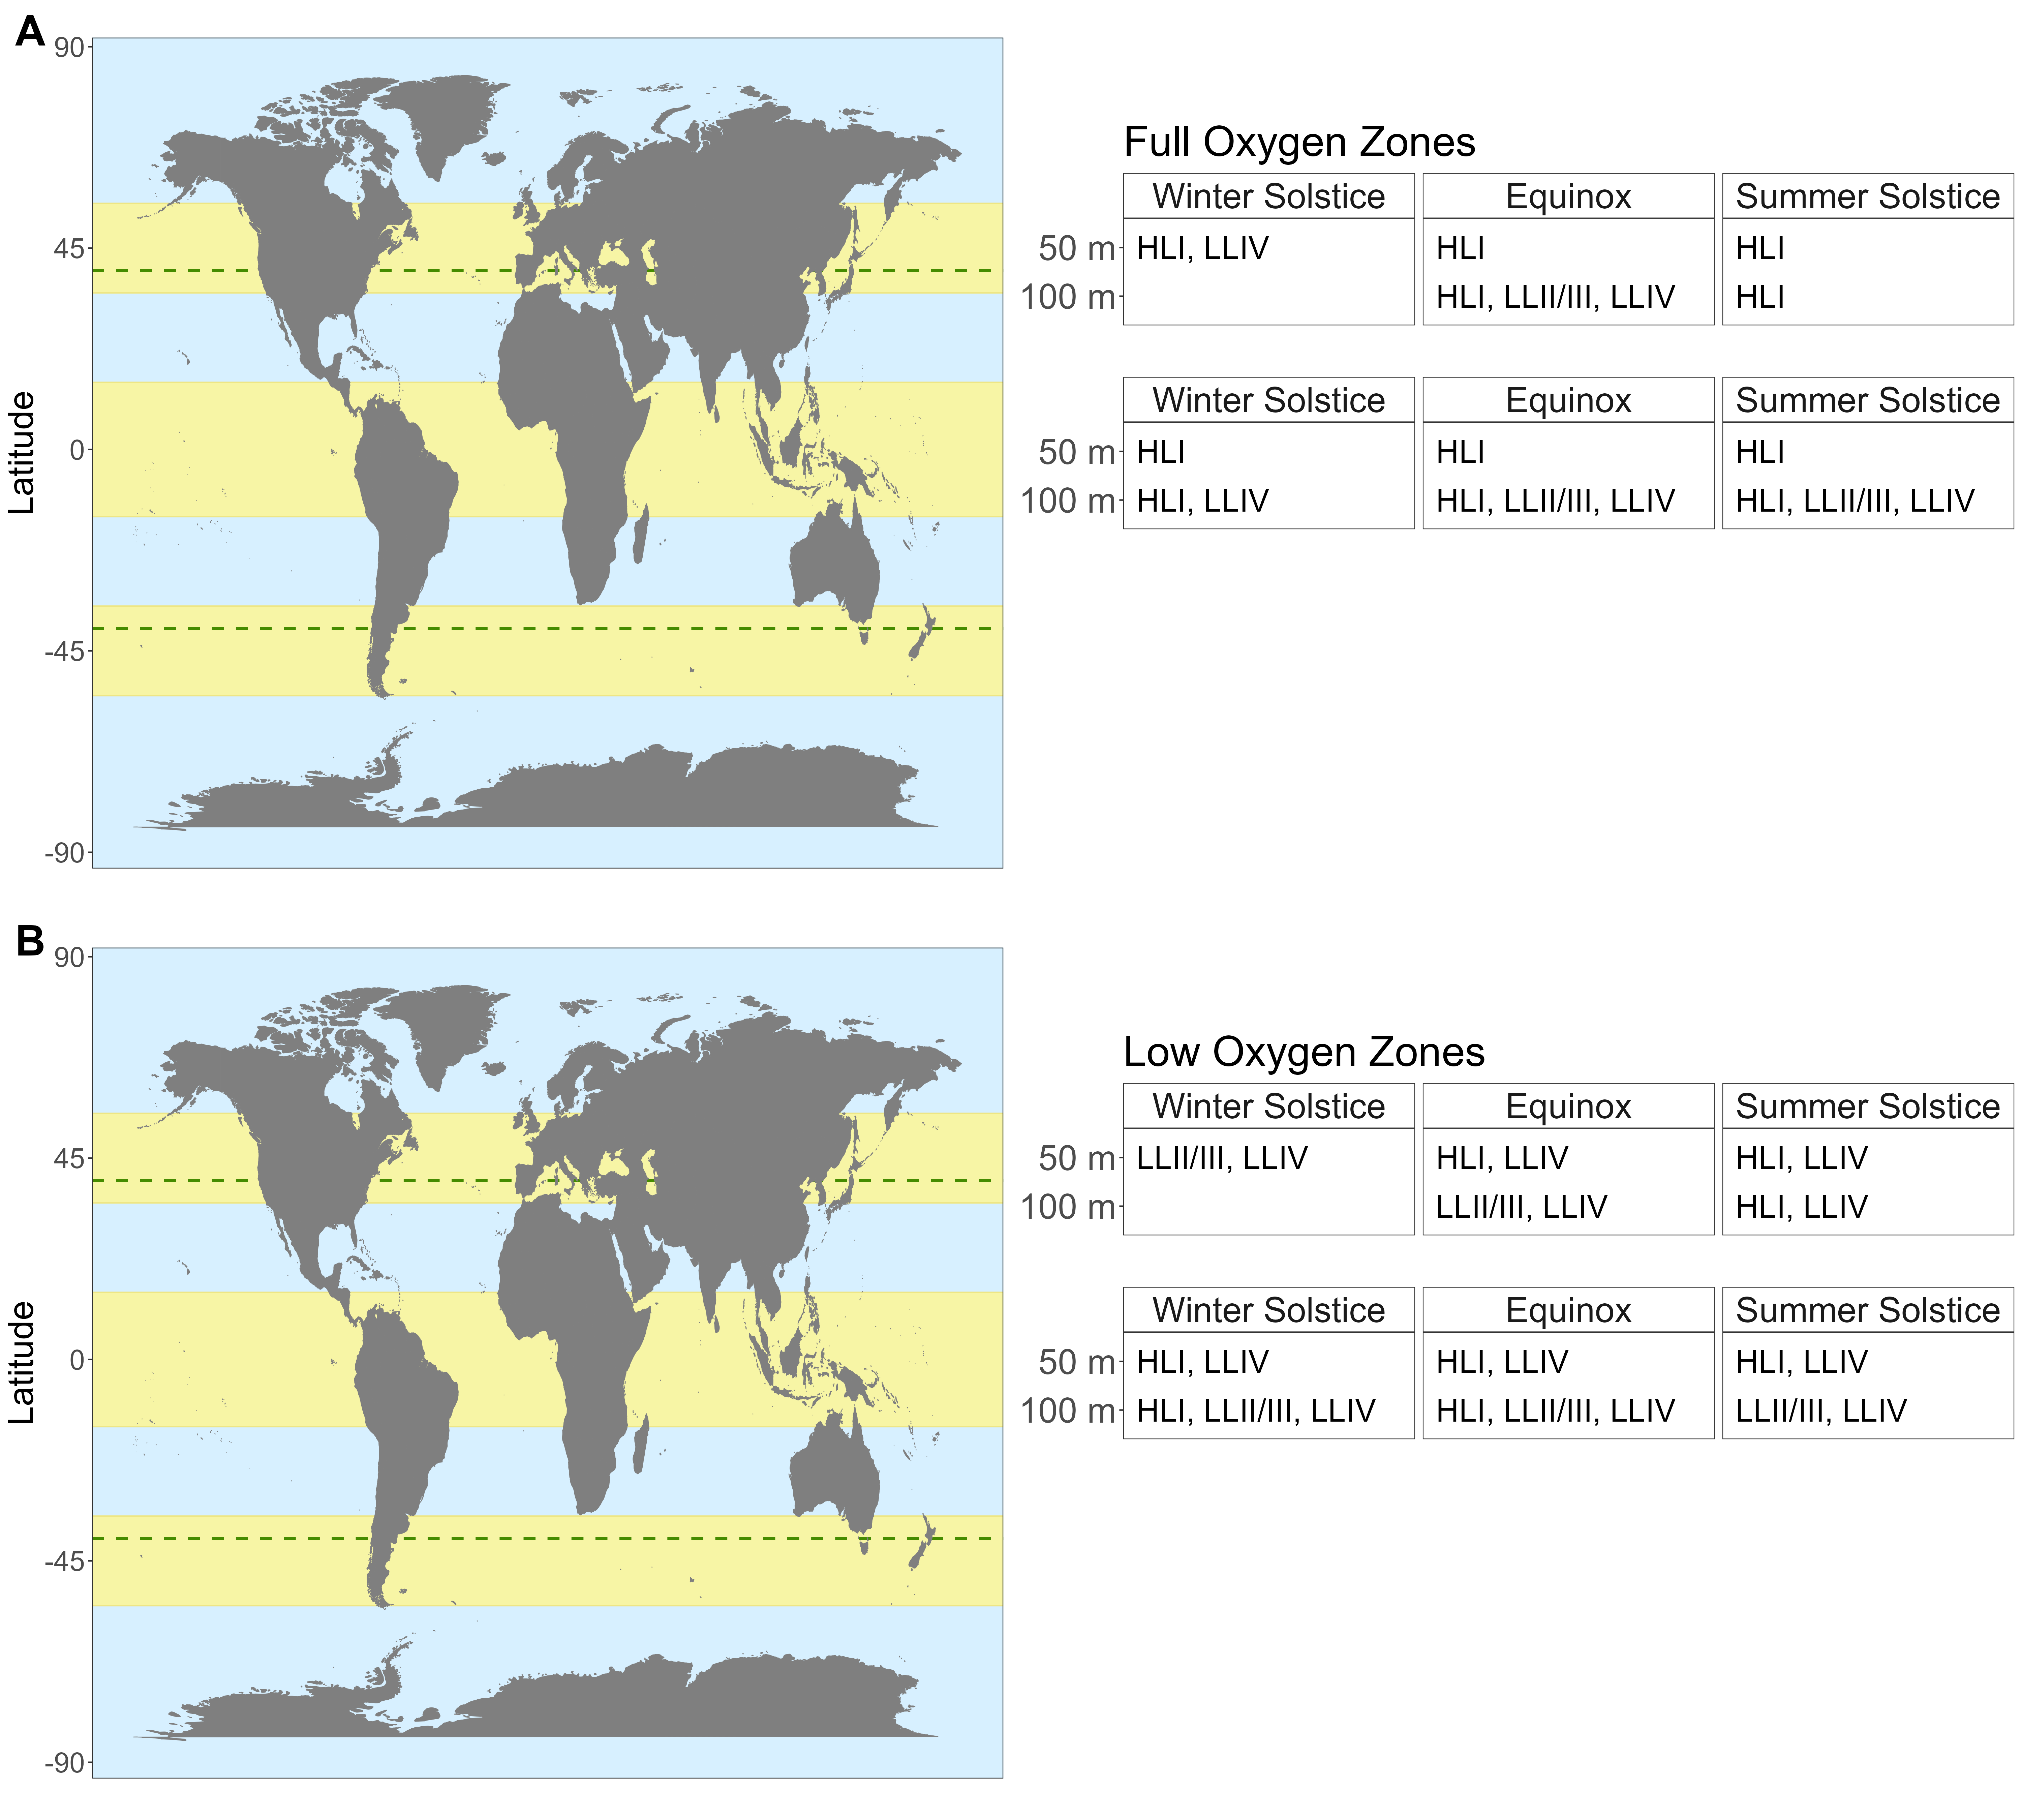 A
90
45
0
-45
-90
Latitude
Full Oxygen Zones
Winter Solstice Equinox Summer Solstice
50 m HLI, LLIV HLI HLI
100 m HLI, LLII/III, LLIV HLI
Winter Solstice Equinox Summer Solstice
50 m HLI HLI HLI
100 m HLI, LLIV HLI, LLII/III, LLIV HLI, LLII/III, LLIV
B
90
45
0
-45
-90
Latitude
Low Oxygen Zones
Winter Solstice Equinox Summer Solstice
50 m LLII/III, LLIV HLI, LLIV HLI, LLIV
100 m LLII/III, LLIV HLI, LLIV
Winter Solstice Equinox Summer Solstice
50 m HLI, LLIV HLI, LLIV HLI, LLIV
100 m HLI, LLII/III, LLIV HLI, LLII/III, LLIV LLII/III, LLIV